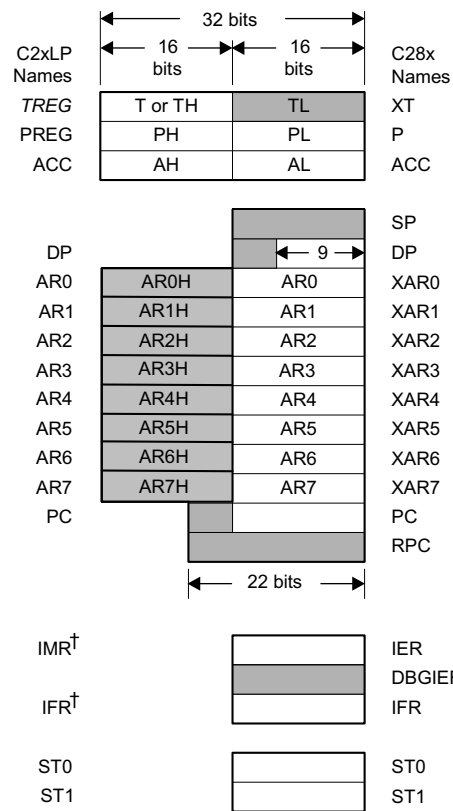 32 bits
C2xLP Names 16 bits 16 bits C28x Names
TREG T or TH TL XT
PREG PH PL P
ACC AH AL ACC
SP
DP 9 DP
AR0 AR0H AR0 XAR0
AR1 AR1H AR1 XAR1
AR2 AR2H AR2 XAR2
AR3 AR3H AR3 XAR3
AR4 AR4H AR4 XAR4
AR5 AR5H AR5 XAR5
AR6 AR6H AR6 XAR6
AR7 AR7H AR7 XAR7
PC PC
RPC
22 bits
IMR† IER
DBGIER
IFR† IFR
ST0 ST0
ST1 ST1